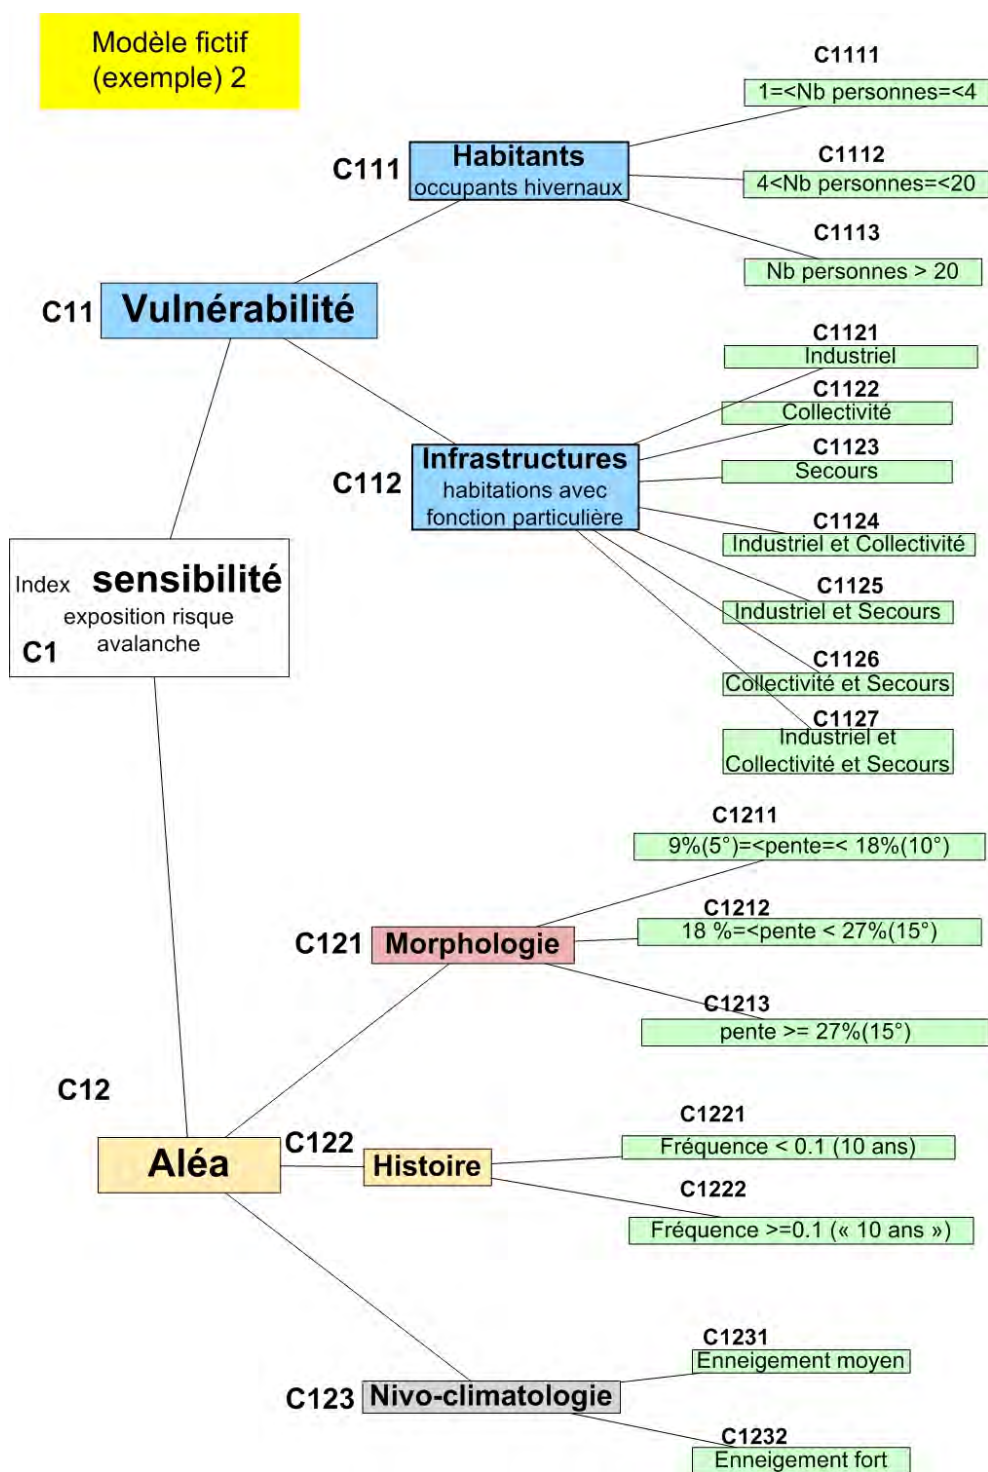 Modèle fictif
(exemple) 2
C1111
1=<Nb personnes=<4
C111
Habitants
occupants hivernaux
C1112
4<Nb personnes=<20
C1113
Nb personnes > 20
C11
Vulnérabilité
C1121
Industriel
C1122
Collectivité
C112
Infrastructures
habitations avec
fonction particulière
C1123
Secours
C1124
Industriel et Collectivité
C1125
Industriel et Secours
C1126
Collectivité et Secours
C1127
Industriel et
Collectivité et Secours
Index sensibilité
exposition risque
avalanche
C1
C1211
9%(5°)=<pente=< 18%(10°)
C121
Morphologie
C1212
18 %=<pente < 27%(15°)
C1213
pente >= 27%(15°)
C12
Aléa
C122
Histoire
C1221
Fréquence < 0.1 (10 ans)
C1222
Fréquence >=0.1 (« 10 ans »)
C123
Nivo-climatologie
C1231
Enneigement moyen
C1232
Enneigement fort